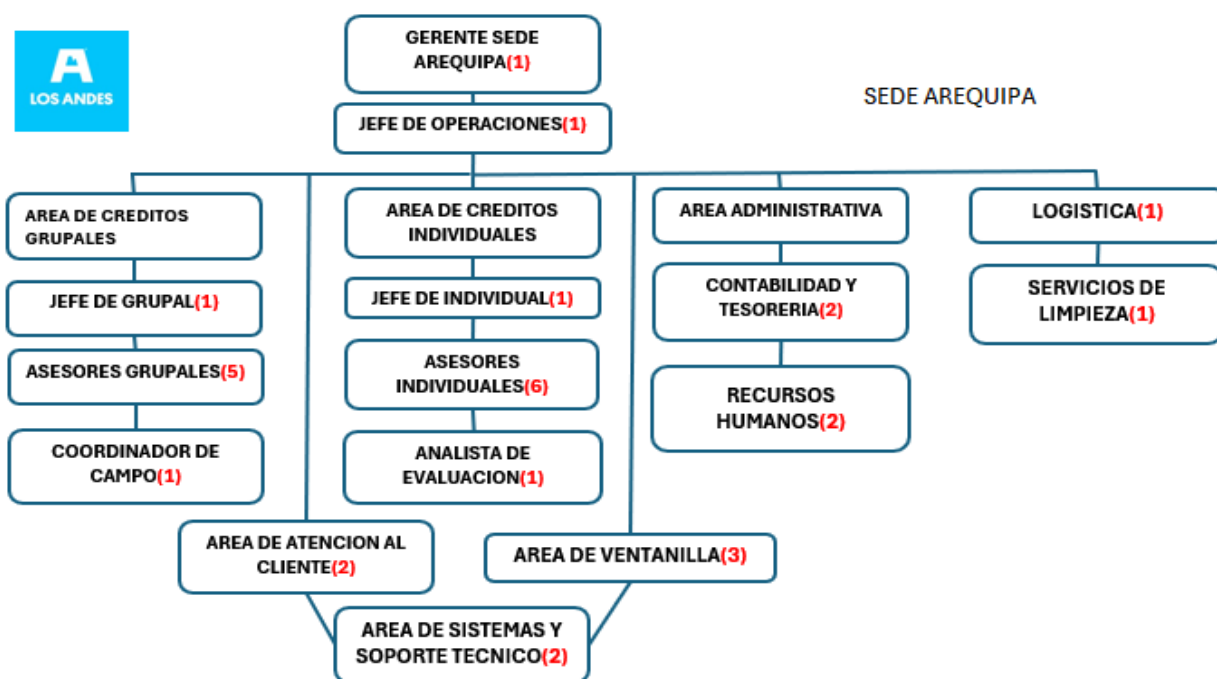 A
LOS ANDES
GERENTE SEDE
AREQUIPA(1)
SEDE AREQUIPA
JEFE DE OPERACIONES(1)
AREA DE CREDITOS
GRUPALES
JEFE DE GRUPAL(1)
ASESORES GRUPALES(5)
COORDINADOR DE
CAMPO(1)
AREA DE CREDITOS
INDIVIDUALES
JEFE DE INDIVIDUAL(1)
ASESORES
INDIVIDUALES(6)
ANALISTA DE
EVALUACION(1)
AREA ADMINISTRATIVA
CONTABILIDAD Y
TESORERIA(2)
RECURSOS
HUMANOS(2)
LOGISTICA(1)
SERVICIOS DE
LIMPIEZA(1)
AREA DE ATENCION AL
CLIENTE(2)
AREA DE VENTANILLA(3)
AREA DE SISTEMAS Y
SOPORTE TECNICO(2)